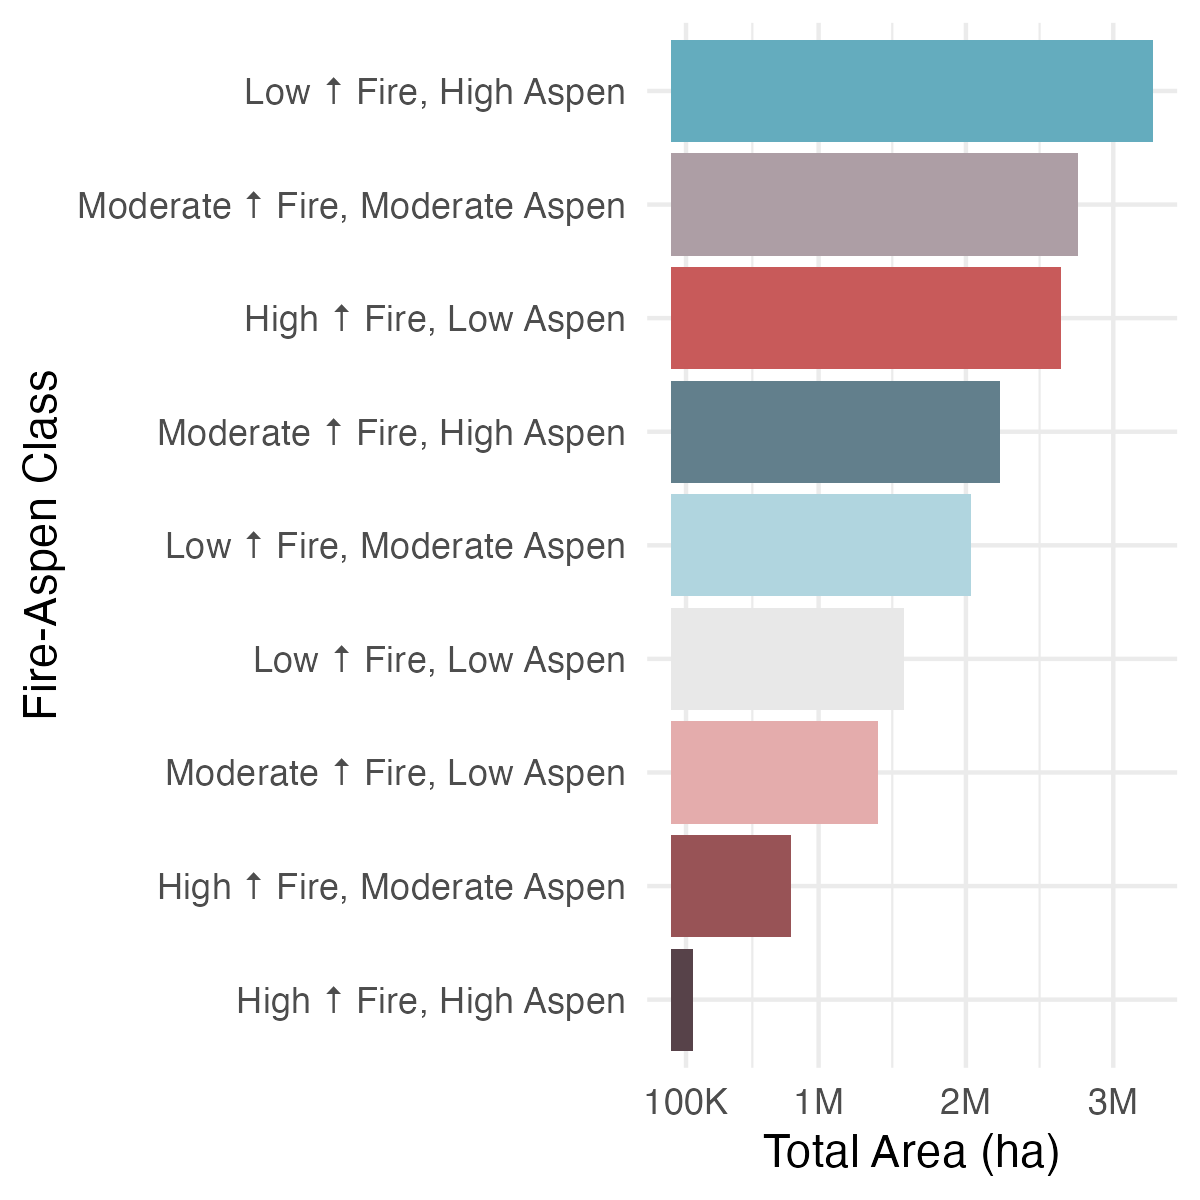 Low ↑ Fire, High Aspen
Moderate ↑ Fire, Moderate Aspen
High ↑ Fire, Low Aspen
Moderate ↑ Fire, High Aspen
Low ↑ Fire, Moderate Aspen
Low ↑ Fire, Low Aspen
Moderate ↑ Fire, Low Aspen
High ↑ Fire, Moderate Aspen
High ↑ Fire, High Aspen
Fire-Aspen Class
100K 1M 2M 3M
Total Area (ha)